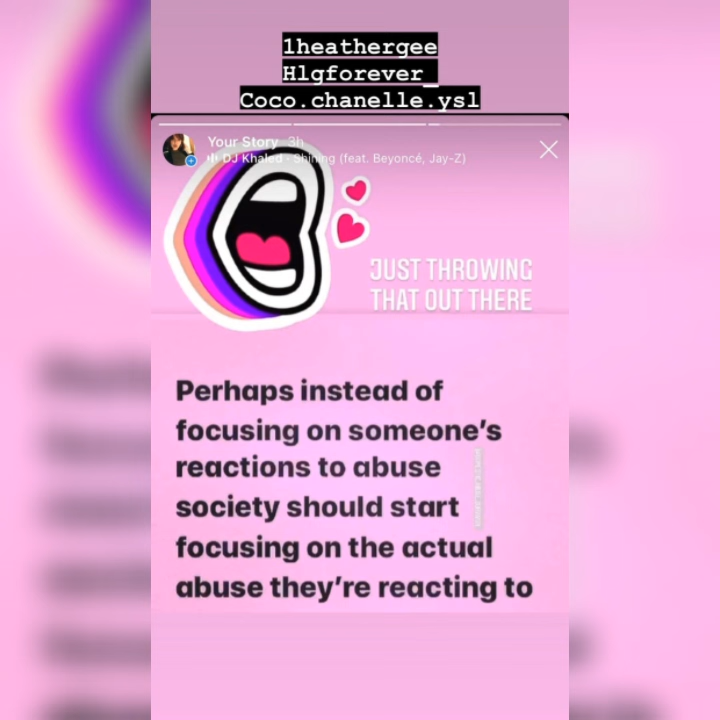 1heathergee
H1gforever_
Coco.chanelle.ysl
Your Story 3h
DJ Khaled · Shining (feat. Beyoncé, Jay-Z)
JUST THROWING
THAT OUT THERE
Perhaps instead of
focusing on someone's
reactions to abuse
society should start
focusing on the actual
abuse they're reacting to